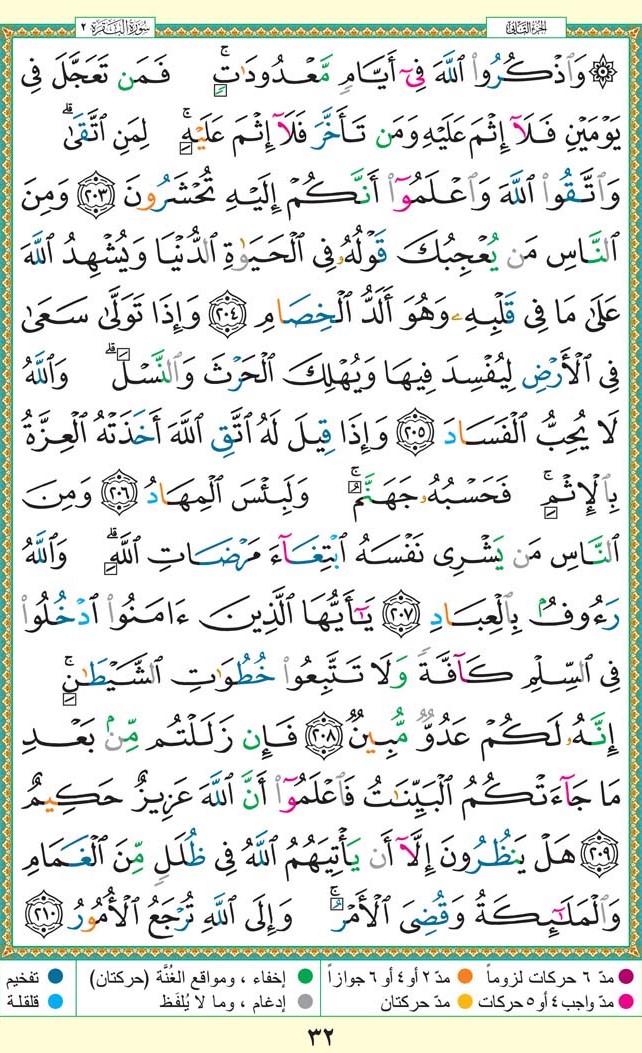 الجزء الثاني
سورة البقرة ٢
۞ وَٱذْكُرُوا۟ ٱللَّهَ فِىٓ أَيَّامٍ مَّعْدُودَٰتٍ ۚ فَمَن تَعَجَّلَ فِى
يَوْمَيْنِ فَلَآ إِثْمَ عَلَيْهِ وَمَن تَأَخَّرَ فَلَآ إِثْمَ عَلَيْهِ ۚ لِمَنِ ٱتَّقَىٰ ۗ
وَٱتَّقُوا۟ ٱللَّهَ وَٱعْلَمُوٓا۟ أَنَّكُمْ إِلَيْهِ تُحْشَرُونَ ٢٠٣ وَمِنَ
ٱلنَّاسِ مَن يُعْجِبُكَ قَوْلُهُۥ فِى ٱلْحَيَوٰةِ ٱلدُّنْيَا وَيُشْهِدُ ٱللَّهَ
عَلَىٰ مَا فِى قَلْبِهِۦ وَهُوَ أَلَدُّ ٱلْخِصَامِ ٢٠٤ وَإِذَا تَوَلَّىٰ سَعَىٰ
فِى ٱلْأَرْضِ لِيُفْسِدَ فِيهَا وَيُهْلِكَ ٱلْحَرْثَ وَٱلنَّسْلَ ۗ وَٱللَّهُ
لَا يُحِبُّ ٱلْفَسَادَ ٢٠٥ وَإِذَا قِيلَ لَهُ ٱتَّقِ ٱللَّهَ أَخَذَتْهُ ٱلْعِزَّةُ
بِٱلْإِثْمِ ۚ فَحَسْبُهُۥ جَهَنَّمُ ۚ وَلَبِئْسَ ٱلْمِهَادُ ٢٠٦ وَمِنَ
ٱلنَّاسِ مَن يَشْرِى نَفْسَهُ ٱبْتِغَآءَ مَرْضَاتِ ٱللَّهِ ۗ وَٱللَّهُ
رَءُوفٌۢ بِٱلْعِبَادِ ٢٠٧ يَٰٓأَيُّهَا ٱلَّذِينَ ءَامَنُوا۟ ٱدْخُلُوا۟
فِى ٱلسِّلْمِ كَآفَّةً وَلَا تَتَّبِعُوا۟ خُطُوَٰتِ ٱلشَّيْطَٰنِ ۚ
إِنَّهُۥ لَكُمْ عَدُوٌّ مُّبِينٌ ٢٠٨ فَإِن زَلَلْتُم مِّنۢ بَعْدِ
مَا جَآءَتْكُمُ ٱلْبَيِّنَٰتُ فَٱعْلَمُوٓا۟ أَنَّ ٱللَّهَ عَزِيزٌ حَكِيمٌ
٢٠٩ هَلْ يَنظُرُونَ إِلَّآ أَن يَأْتِيَهُمُ ٱللَّهُ فِى ظُلَلٍ مِّنَ ٱلْغَمَامِ
وَٱلْمَلَٰٓئِكَةُ وَقُضِىَ ٱلْأَمْرُ ۚ وَإِلَى ٱللَّهِ تُرْجَعُ ٱلْأُمُورُ ٢١٠
مدّ ٦ حركات لزوماً مدّ ٢ أو ٤ أو ٦ جوازاً إخفاء ، ومواقع الغُنَّة (حركتان) تفخيم
مدّ واجب ٤ أو ٥ حركات مدّ حركتان إدغام ، وما لا يُلفَظ قلقلة
٣٢